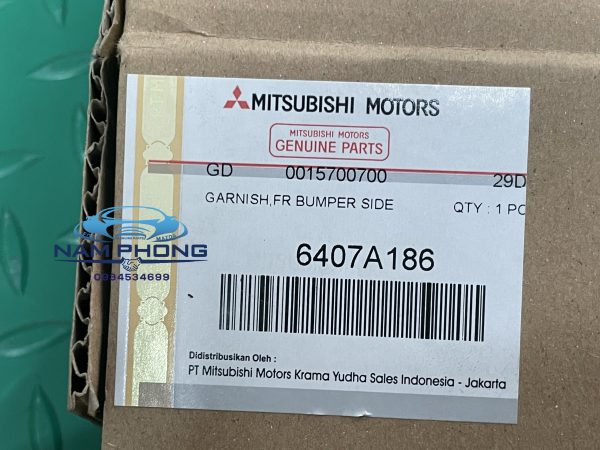 MITSUBISHI MOTORS
MITSUBISHI MOTORS
GENUINE PARTS
GD 0015700700 29D
GARNISH,FR BUMPER SIDE QTY : 1 PC
NAM PHONG
0934534699
6407A186
Didistribusikan Oleh :
PT Mitsubishi Motors Krama Yudha Sales Indonesia - Jakarta